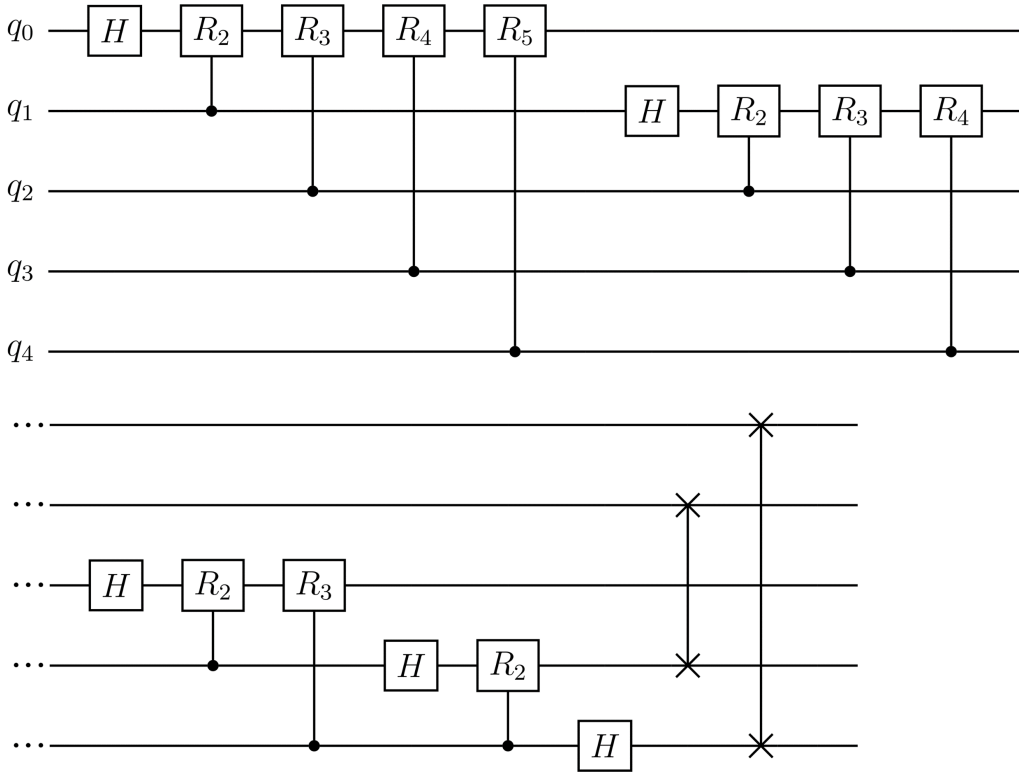 q₀ H R₂ R₃ R₄ R₅
q₁ H R₂ R₃ R₄
q₂
q₃
q₄
...
...
... H R₂ R₃
... H R₂
... H